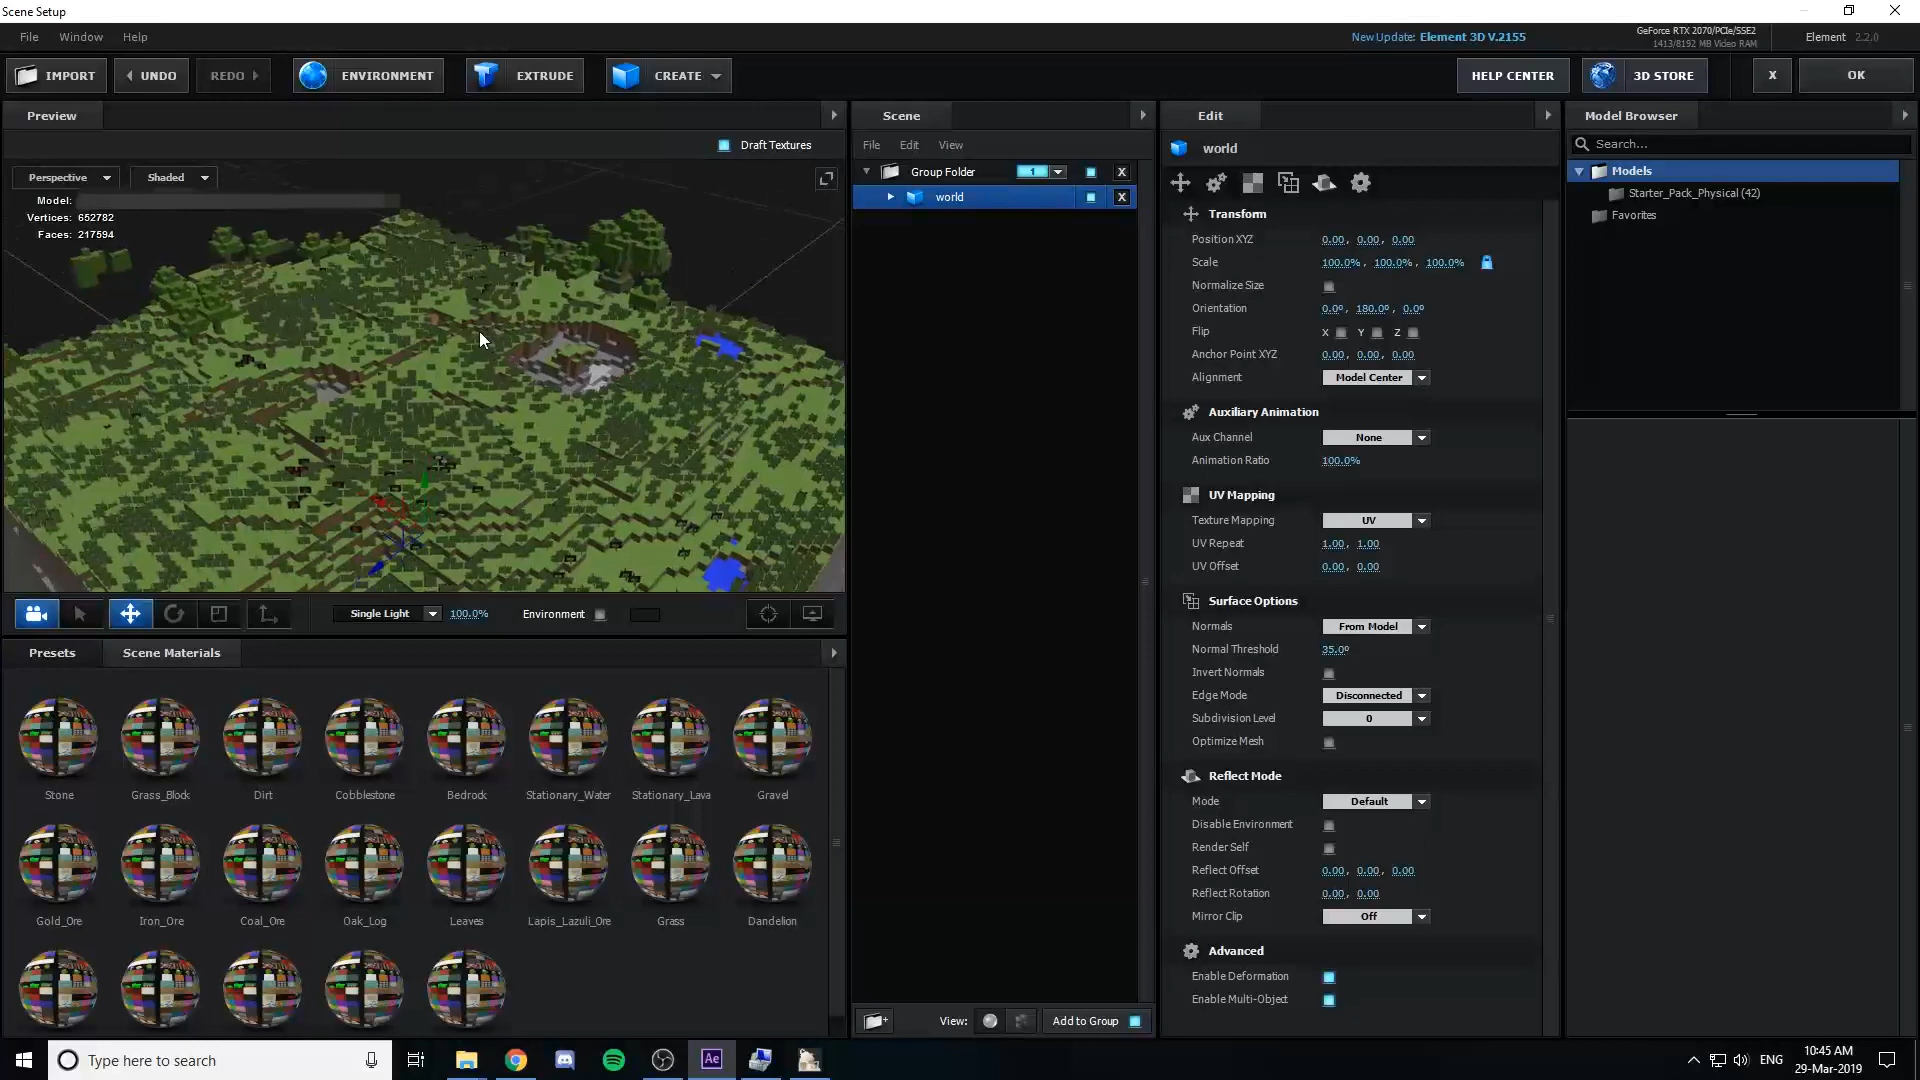 Scene Setup
File Window Help
New Update: Element 3D V.2155
GeForce RTX 2070/PCIe/SSE2
1413/8192 MB Video RAM
Element 2.2.0
IMPORT UNDO REDO ENVIRONMENT EXTRUDE CREATE HELP CENTER 3D STORE X OK
Preview
Draft Textures
Perspective Shaded
Model:
Vertices: 652782
Faces: 217594
Single Light 100.0% Environment
Presets Scene Materials
Stone Grass_Block Dirt Cobblestone Bedrock Stationary_Water Stationary_Lava Gravel
Gold_Ore Iron_Ore Coal_Ore Oak_Log Leaves Lapis_Lazuli_Ore Grass Dandelion
Scene
File Edit View
Group Folder 1 X
world X
View: Add to Group
Edit
world
Transform
Position XYZ 0.00, 0.00, 0.00
Scale 100.0%, 100.0%, 100.0%
Normalize Size
Orientation 0.0º, 180.0º, 0.0º
Flip X Y Z
Anchor Point XYZ 0.00, 0.00, 0.00
Alignment Model Center
Auxiliary Animation
Aux Channel None
Animation Ratio 100.0%
UV Mapping
Texture Mapping UV
UV Repeat 1.00, 1.00
UV Offset 0.00, 0.00
Surface Options
Normals From Model
Normal Threshold 35.0º
Invert Normals
Edge Mode Disconnected
Subdivision Level 0
Optimize Mesh
Reflect Mode
Mode Default
Disable Environment
Render Self
Reflect Offset 0.00, 0.00, 0.00
Reflect Rotation 0.00, 0.00
Mirror Clip Off
Advanced
Enable Deformation
Enable Multi-Object
Model Browser
Search...
Models
Starter_Pack_Physical (42)
Favorites
Type here to search
Ae
ENG
10:45 AM
29-Mar-2019